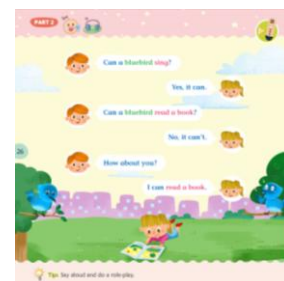 PART 2
Can a bluebird sing?
Yes, it can.
Can a bluebird read a book?
No, it can't.
How about you?
I can read a book.
26
Tip: Say aloud and do a role-play.